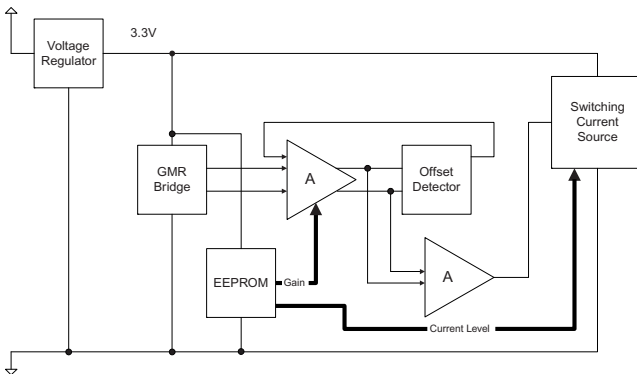 Voltage
Regulator
3.3V
Switching
Current
Source
GMR
Bridge
A
Offset
Detector
EEPROM
Gain
A
Current Level